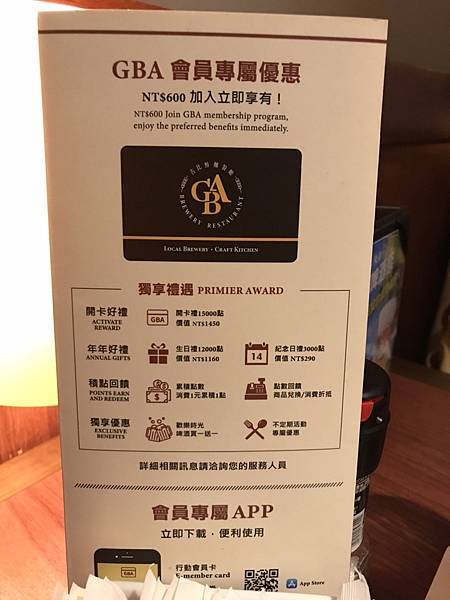 GBA 會員專屬優惠
NT$600 加入立即享有！
NT$600 Join GBA membership program,
enjoy the preferred benefits immediately.
GBA
BREWERY RESTAURANT
LOCAL BREWERY · CRAFT KITCHEN
獨享禮遇 PRIMIER AWARD
開卡好禮
ACTIVATE
REWARD
GBA
開卡禮15000點
價值 NT$1450
年年好禮
ANNUAL GIFTS
生日禮12000點
價值 NT$1160
14
紀念日禮3000點
價值 NT$290
積點回饋
POINTS EARN
AND REDEEM
累積點數
消費1元累積1點
點數回饋
商品兌換/消費折抵
獨享優惠
EXCLUSIVE
BENEFITS
歡樂時光
啤酒買一送一
不定期活動
專屬優惠
詳細相關訊息請洽詢您的服務人員
會員專屬 APP
立即下載，便利使用
GBA
行動會員卡
E-member card
App Store